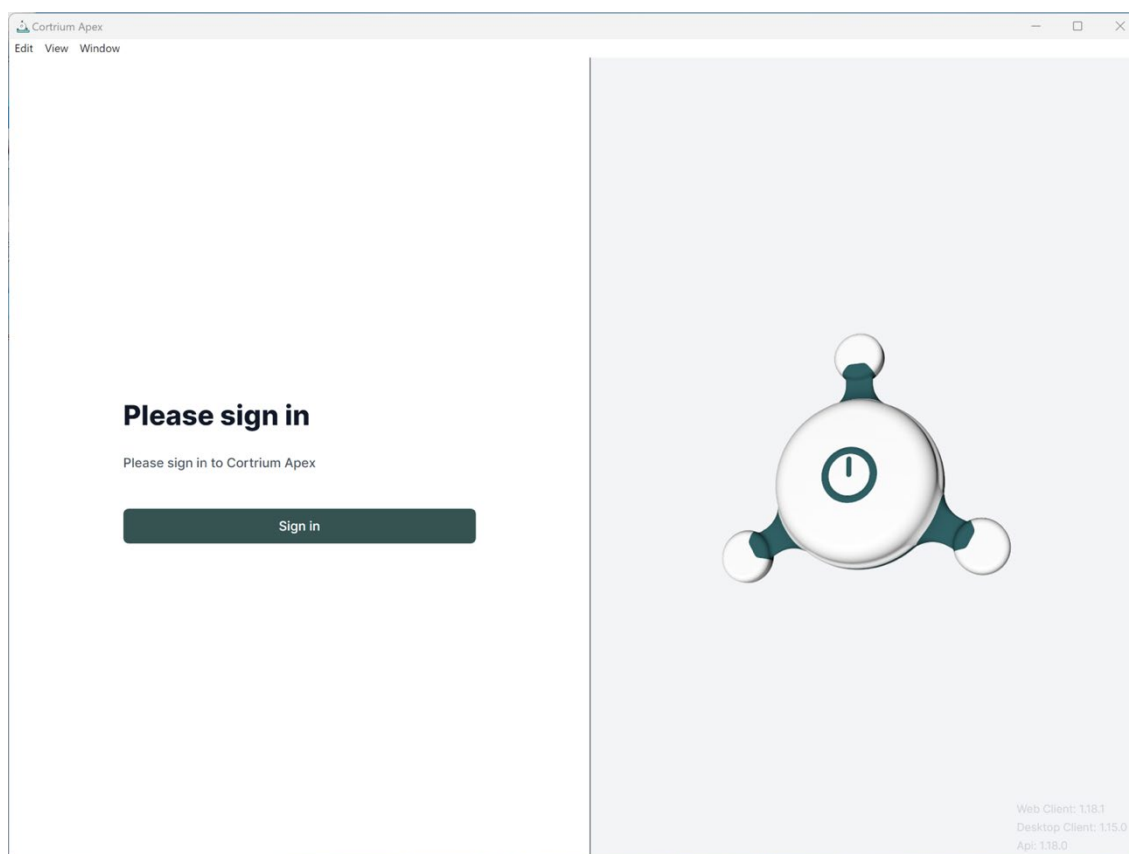 Cortrium Apex
Edit View Window
Please sign in
Please sign in to Cortrium Apex
Sign in
Web Client: 1.18.1
Desktop Client: 1.15.0
Api: 1.18.0